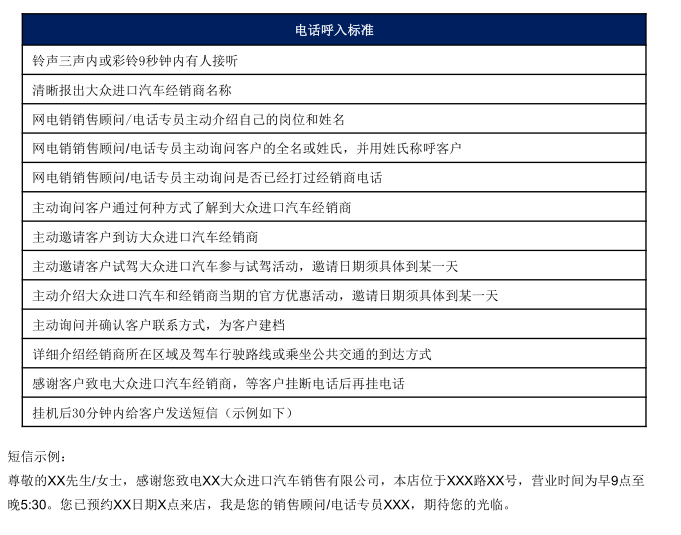 电话呼入标准
铃声三声内或彩铃9秒钟内有人接听
清晰报出大众进口汽车经销商名称
网电销销售顾问/电话专员主动介绍自己的岗位和姓名
网电销销售顾问/电话专员主动询问客户的全名或姓氏，并用姓氏称呼客户
网电销销售顾问/电话专员主动询问是否已经打过经销商电话
主动询问客户通过何种方式了解到大众进口汽车经销商
主动邀请客户到访大众进口汽车经销商
主动邀请客户试驾大众进口汽车参与试驾活动，邀请日期须具体到某一天
主动介绍大众进口汽车和经销商当期的官方优惠活动，邀请日期须具体到某一天
主动询问并确认客户联系方式，为客户建档
详细介绍经销商所在区域及驾车行驶路线或乘坐公共交通的到达方式
感谢客户致电大众进口汽车经销商，等客户挂断电话后再挂电话
挂机后30分钟内给客户发送短信（示例如下）
短信示例：
尊敬的XX先生/女士，感谢您致电XX大众进口汽车销售有限公司，本店位于XXX路XX号，营业时间为早9点至
晚5:30。您已预约XX日期X点来店，我是您的销售顾问/电话专员XXX，期待您的光临。